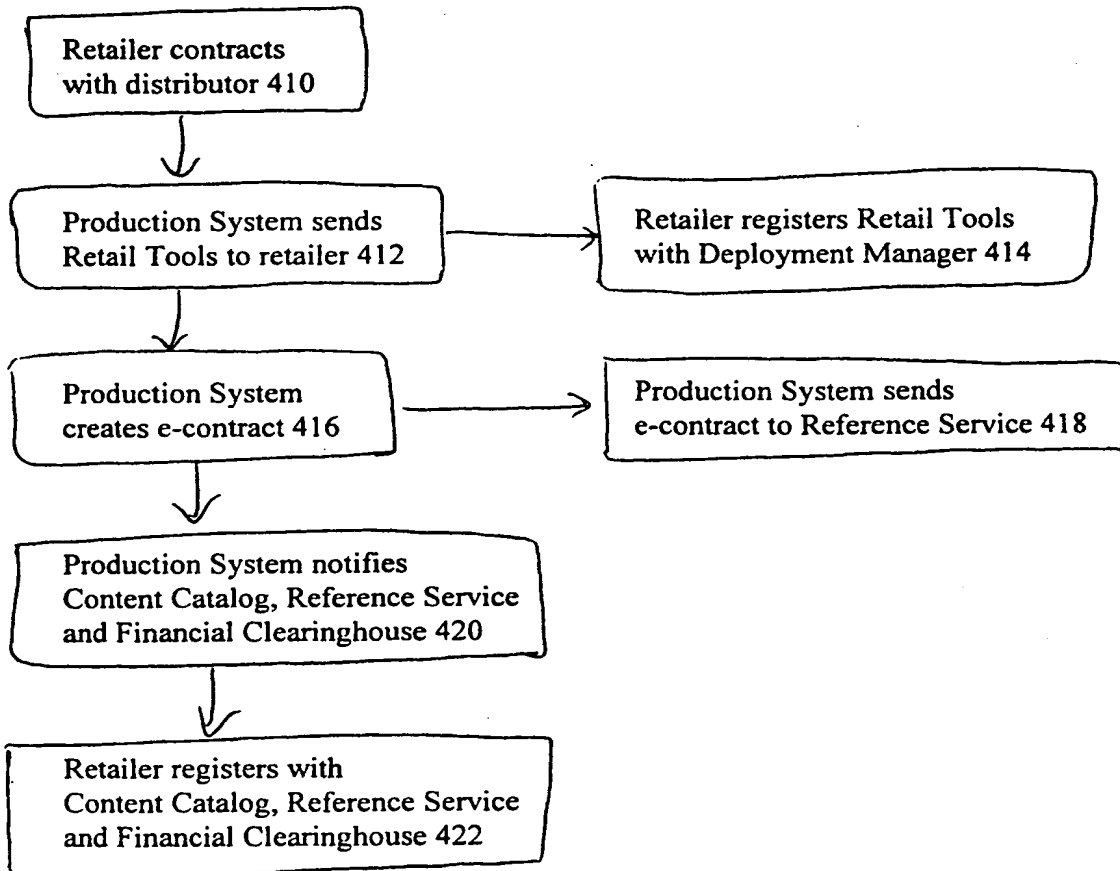 Retailer contracts
with distributor 410
Production System sends
Retail Tools to retailer 412
Retailer registers Retail Tools
with Deployment Manager 414
Production System
creates e-contract 416
Production System sends
e-contract to Reference Service 418
Production System notifies
Content Catalog, Reference Service
and Financial Clearinghouse 420
Retailer registers with
Content Catalog, Reference Service
and Financial Clearinghouse 422